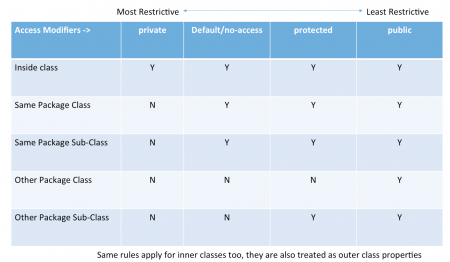 Most Restrictive Least Restrictive
Access Modifiers -> private Default/no-access protected public
Inside class Y Y Y Y
Same Package Class N Y Y Y
Same Package Sub-Class N Y Y Y
Other Package Class N N N Y
Other Package Sub-Class N N Y Y
Same rules apply for inner classes too, they are also treated as outer class properties